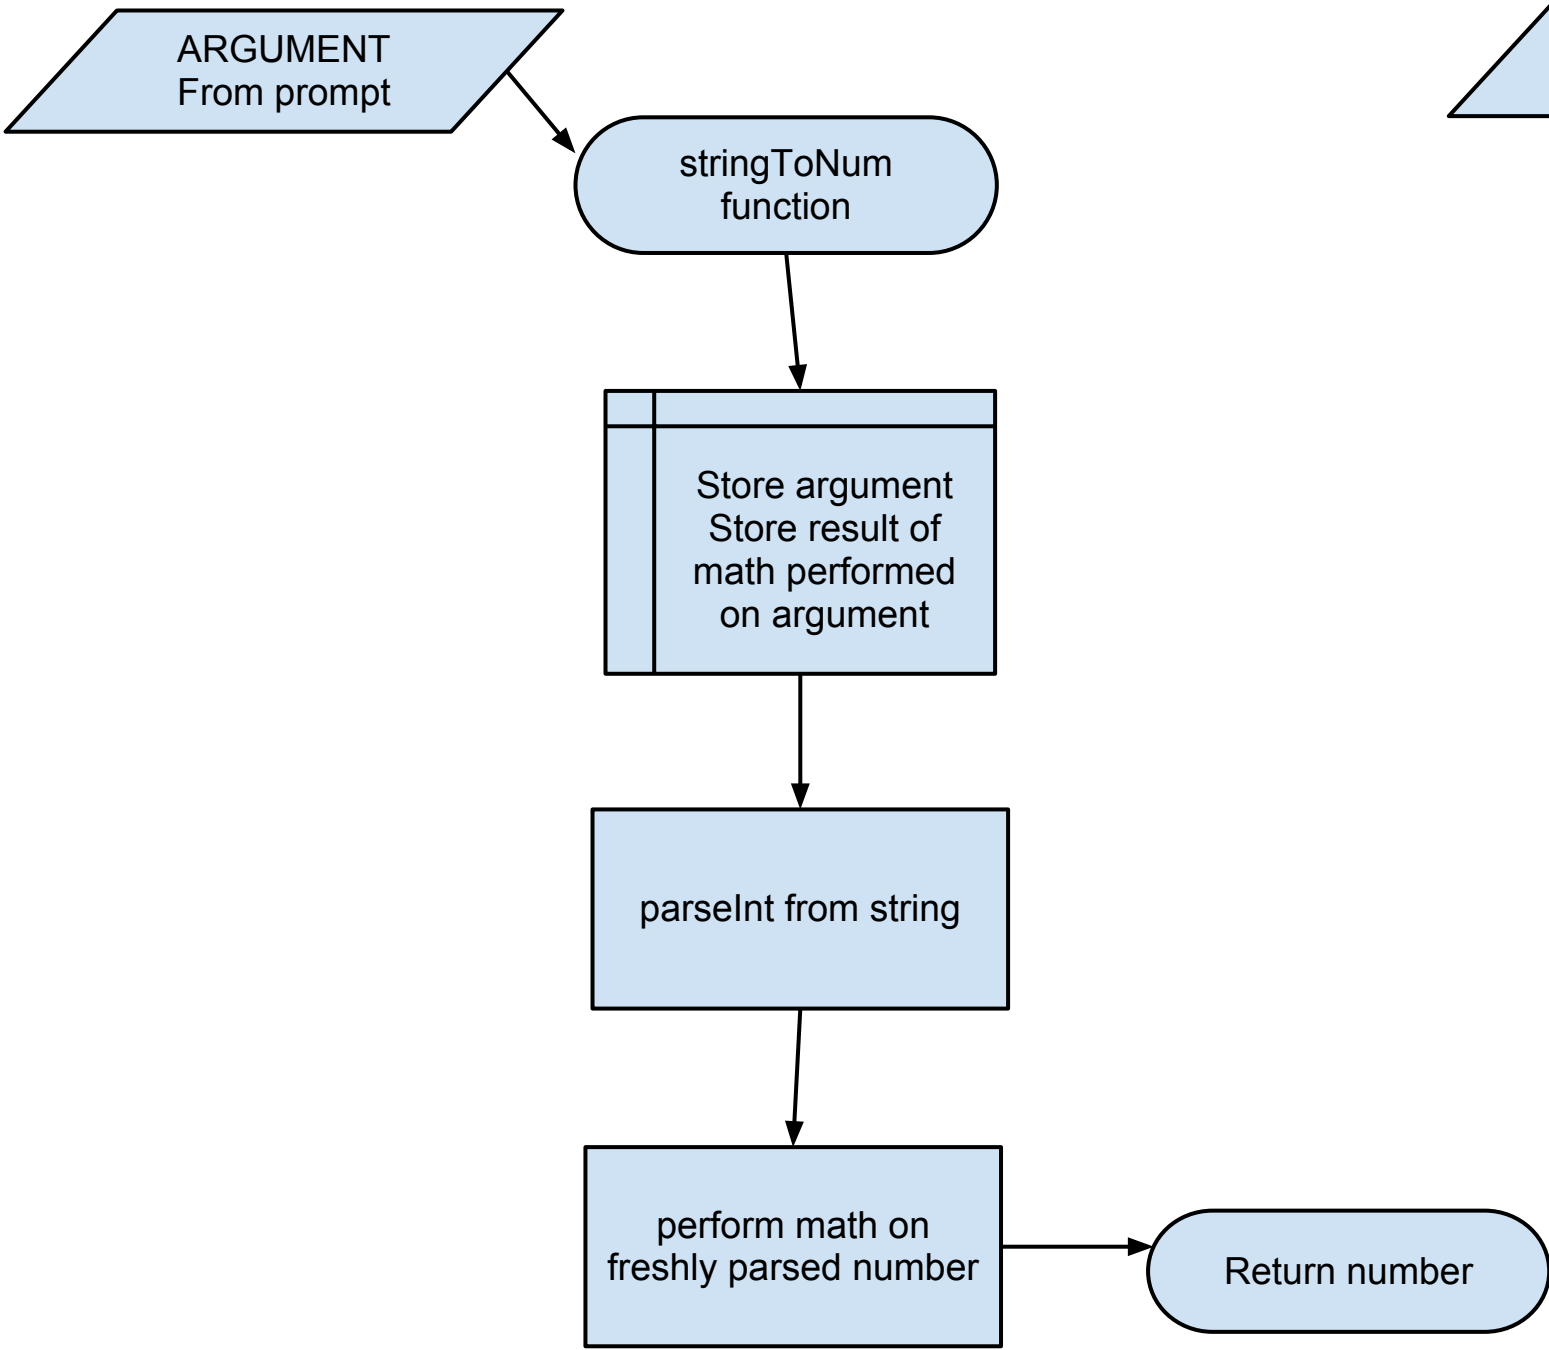 ARGUMENT
From prompt
stringToNum
function
Store argument
Store result of
math performed
on argument
parseInt from string
perform math on
freshly parsed number
Return number